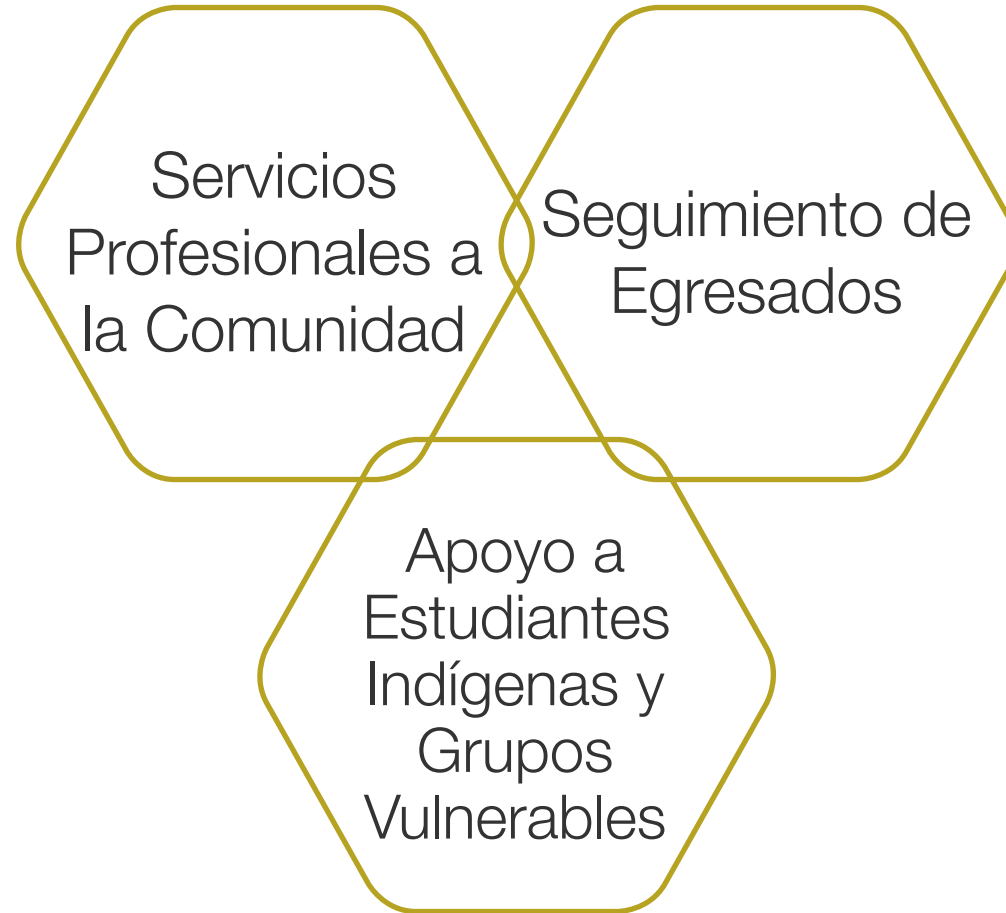 Servicios
Profesionales a
la Comunidad
Seguimiento de
Egresados
Apoyo a
Estudiantes
Indígenas y
Grupos
Vulnerables